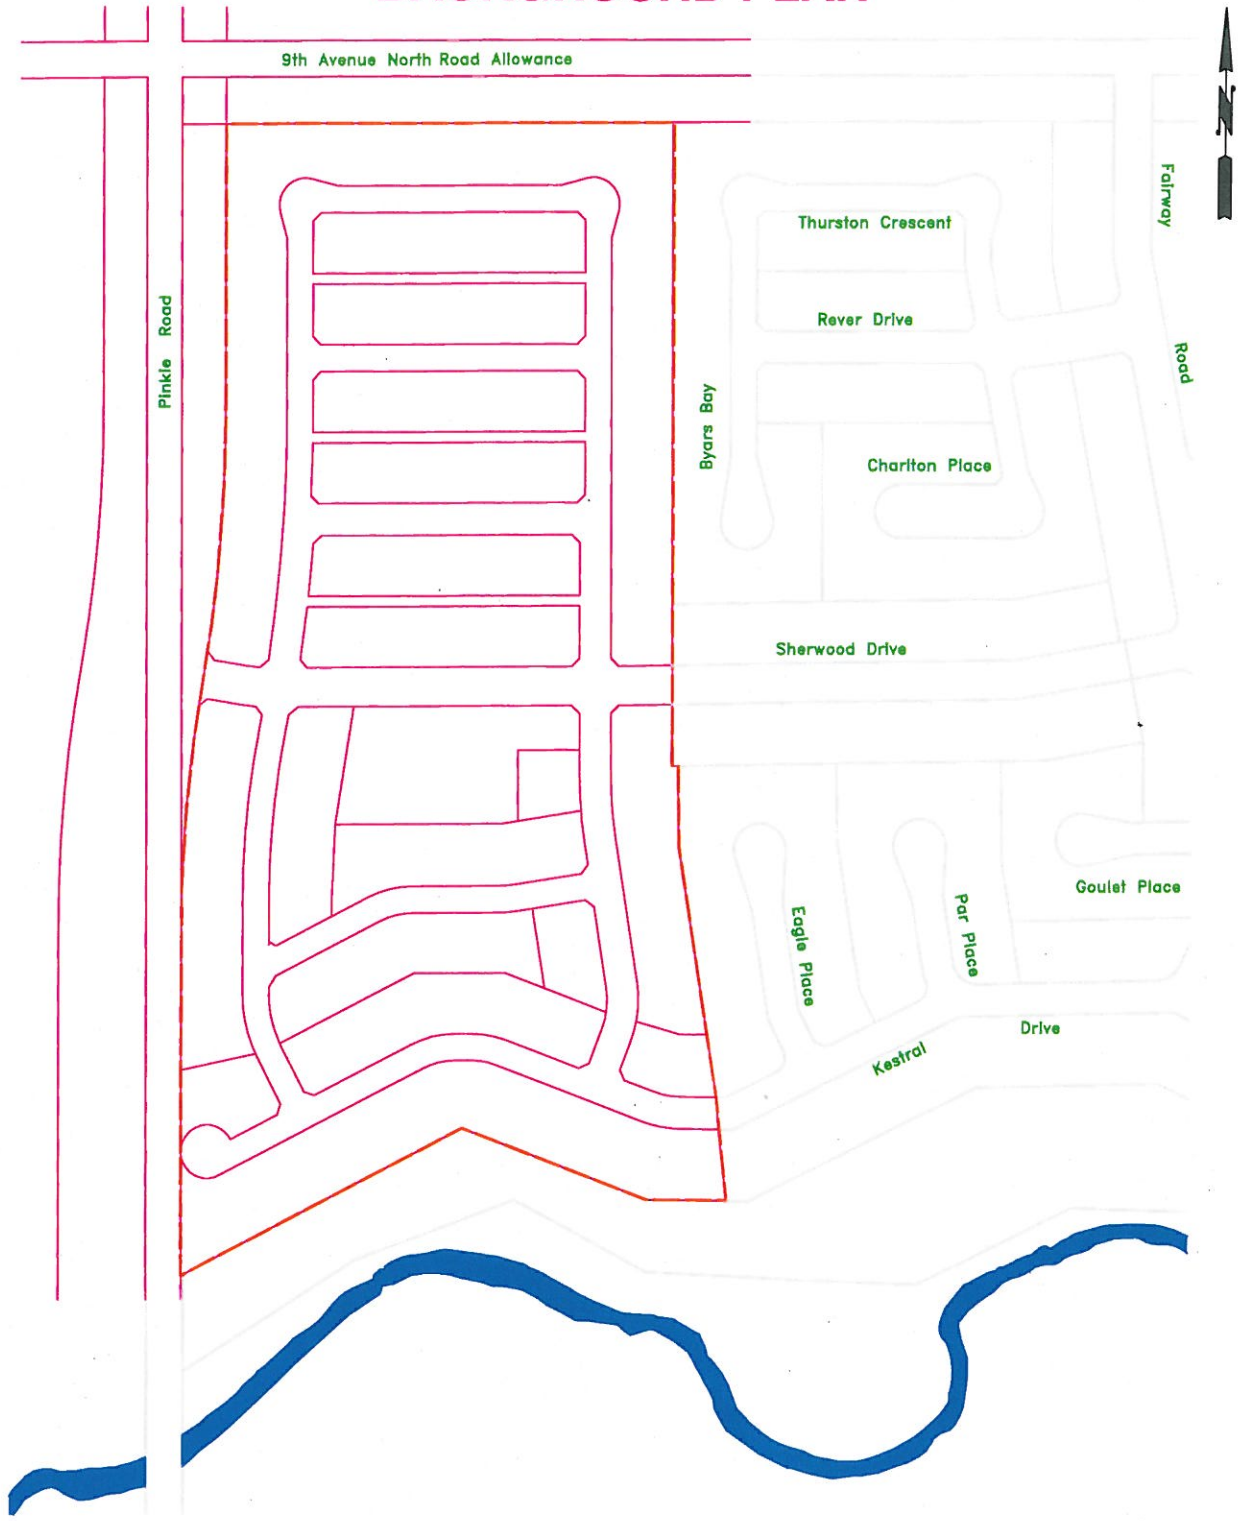 9th Avenue North Road Allowance
N
Fairway
Thurston Crescent
Pinkie Road
Rever Drive
Road
Byars Bay
Charlton Place
Sherwood Drive
Goulet Place
Eagle Place
Par Place
Drive
Kestral